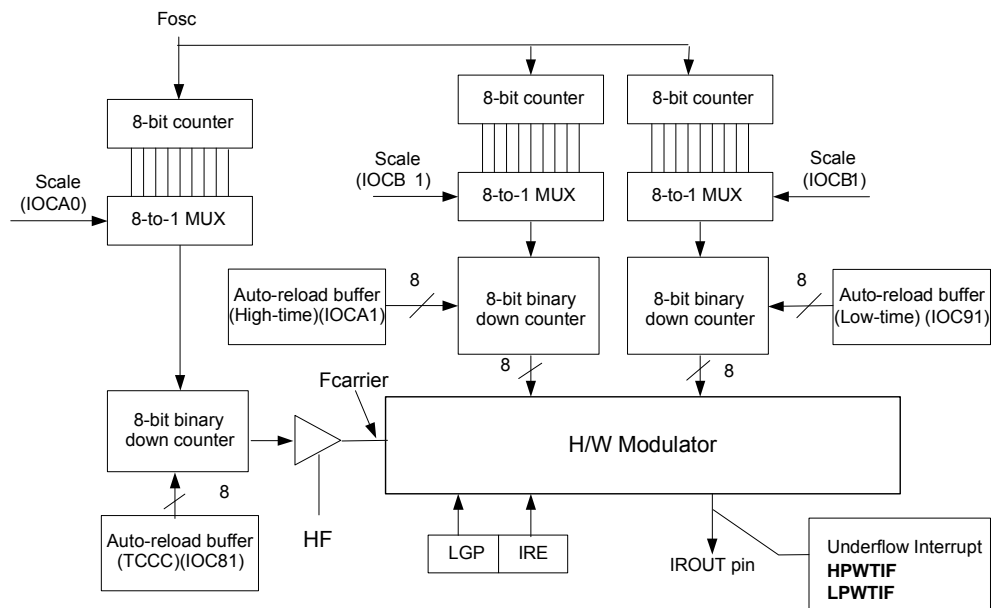 Fosc
8-bit counter
8-bit counter
8-bit counter
Scale
(IOCA0)
Scale
(IOCB 1)
Scale
(IOCB1)
8-to-1 MUX
8-to-1 MUX
8-to-1 MUX
Auto-reload buffer
(High-time)(IOCA1)
8
8-bit binary
down counter
8-bit binary
down counter
8
Auto-reload buffer
(Low-time) (IOC91)
8
8
8-bit binary
down counter
Fcarrier
H/W Modulator
8
Auto-reload buffer
(TCCC)(IOC81)
HF
LGP
IRE
IROUT pin
Underflow Interrupt
HPWTIF
LPWTIF